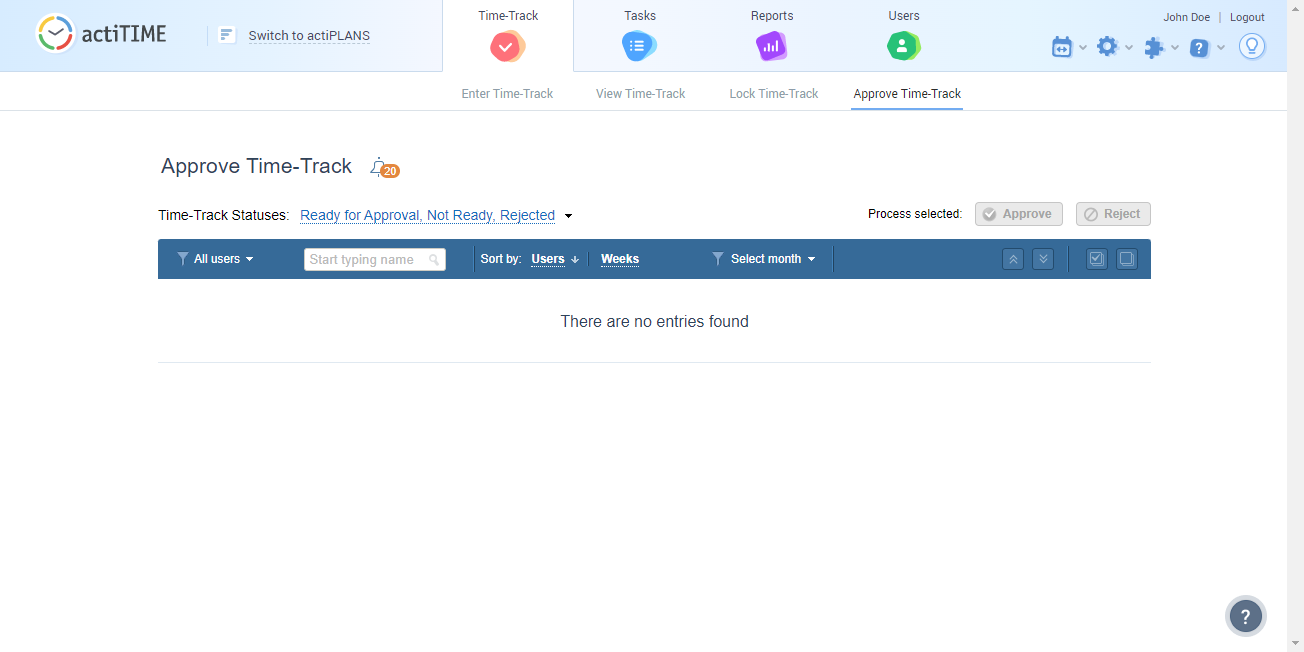 actiTIME
Switch to actiPLANS
Time-Track
Tasks
Reports
Users
John Doe | Logout
Enter Time-Track
View Time-Track
Lock Time-Track
Approve Time-Track
Approve Time-Track
20
Time-Track Statuses: Ready for Approval, Not Ready, Rejected
Process selected:
Approve
Reject
All users
Start typing name
Sort by: Users ↓ | Weeks
Select month
There are no entries found
?